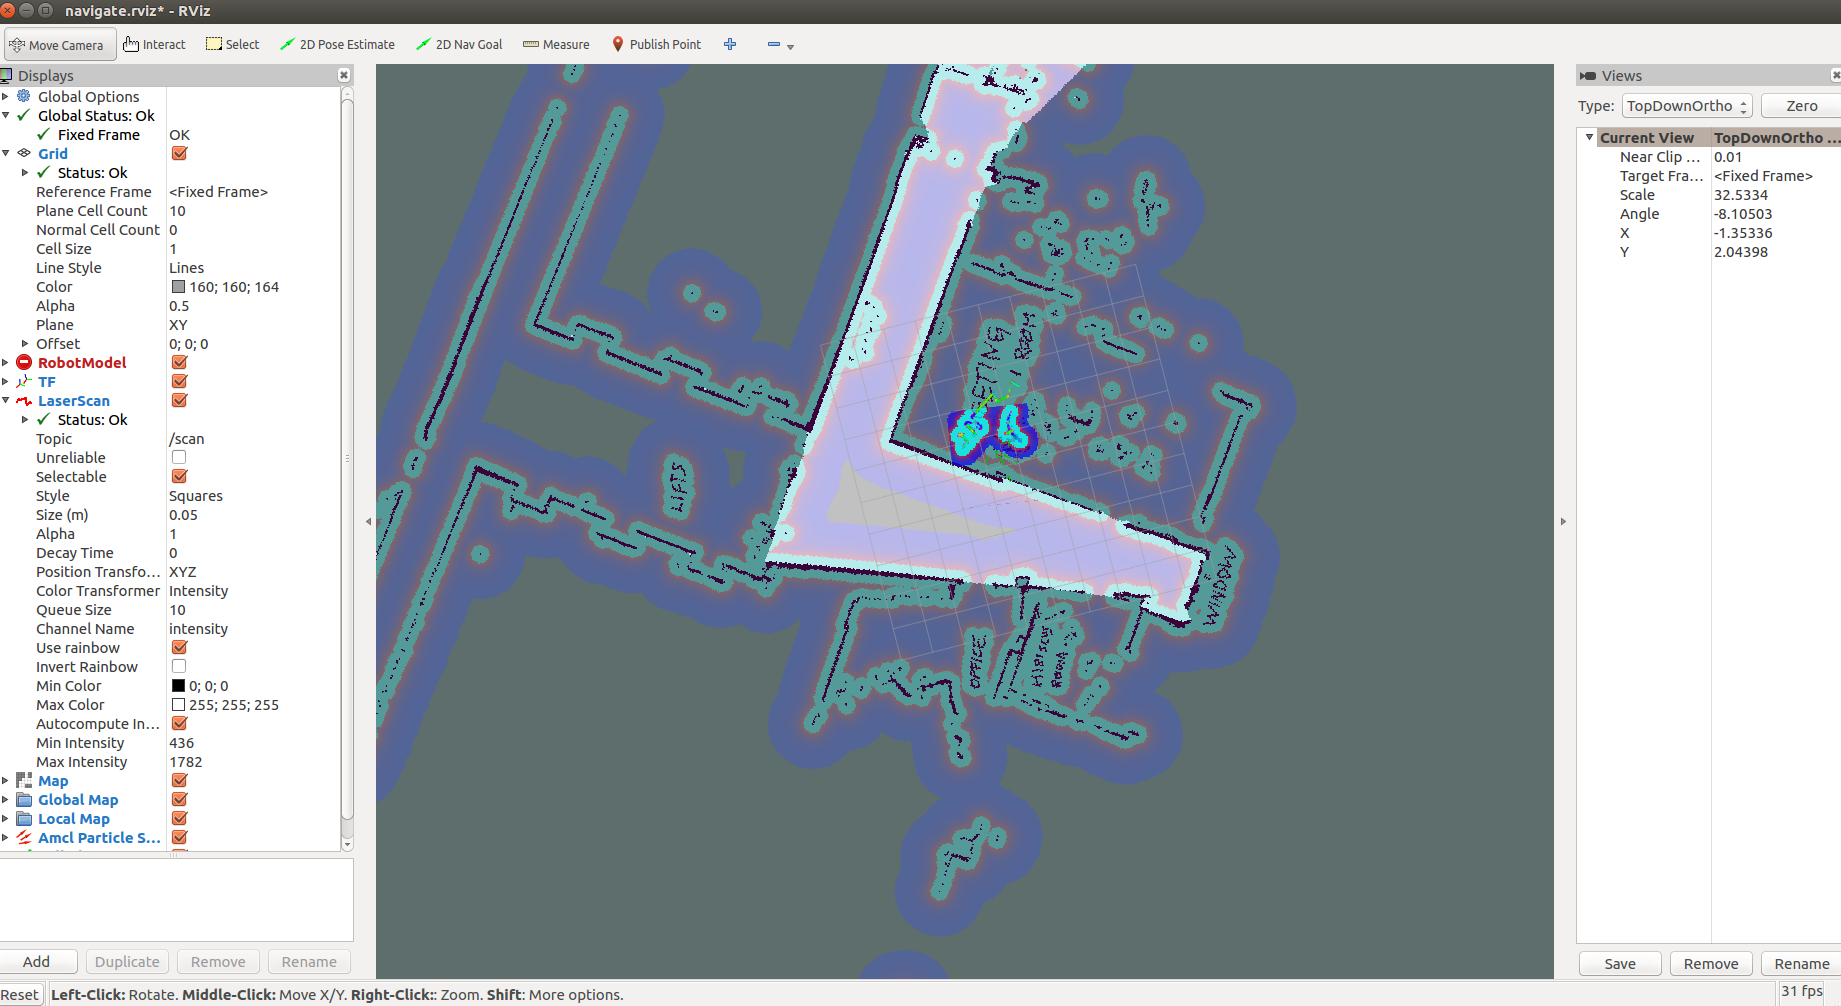 navigate.rviz* - RViz
Move Camera Interact Select 2D Pose Estimate 2D Nav Goal Measure Publish Point
Displays
Global Options
Global Status: Ok
Fixed Frame OK
Grid
Status: Ok
Reference Frame <Fixed Frame>
Plane Cell Count 10
Normal Cell Count 0
Cell Size 1
Line Style Lines
Color 160; 160; 164
Alpha 0.5
Plane XY
Offset 0; 0; 0
RobotModel
TF
LaserScan
Status: Ok
Topic /scan
Unreliable
Selectable
Style Squares
Size (m) 0.05
Alpha 1
Decay Time 0
Position Transfo... XYZ
Color Transformer Intensity
Queue Size 10
Channel Name intensity
Use rainbow
Invert Rainbow
Min Color 0; 0; 0
Max Color 255; 255; 255
Autocompute In...
Min Intensity 436
Max Intensity 1782
Map
Global Map
Local Map
Amcl Particle S...
Add Duplicate Remove Rename
LIFTS
WINDOW
OFFICE
HIBISCUS
ROOM
Views
Type: TopDownOrtho Zero
Current View TopDownOrtho ...
Near Clip ... 0.01
Target Fra... <Fixed Frame>
Scale 32.5334
Angle -8.10503
X -1.35336
Y 2.04398
Save Remove Rename
Reset Left-Click: Rotate. Middle-Click: Move X/Y. Right-Click:: Zoom. Shift: More options. 31 fps